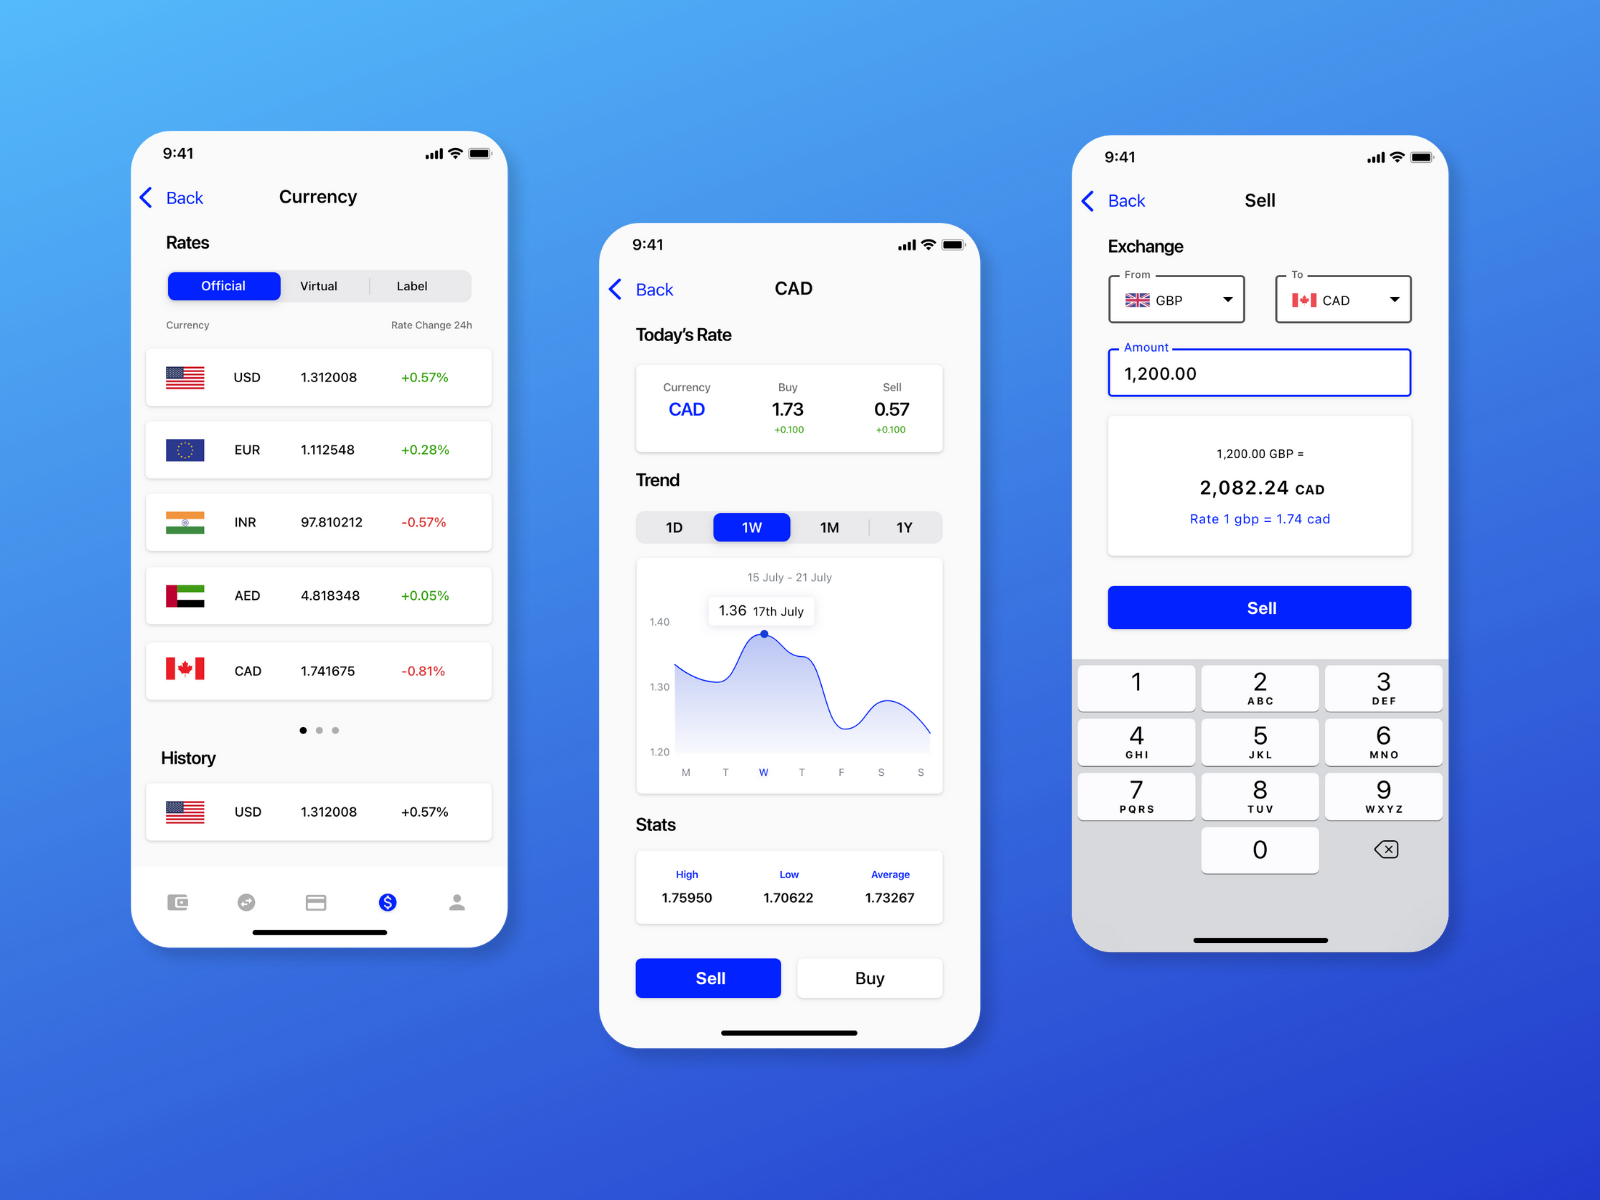 9:41
Back Currency
Rates
Official Virtual Label
Currency Rate Change 24h
USD 1.312008 +0.57%
EUR 1.112548 +0.28%
INR 97.810212 -0.57%
AED 4.818348 +0.05%
CAD 1.741675 -0.81%
History
USD 1.312008 +0.57%
9:41
Back CAD
Today's Rate
Currency Buy Sell
CAD 1.73 0.57
+0.100 +0.100
Trend
1D 1W 1M 1Y
15 July - 21 July
1.36 17th July
1.40
1.30
1.20
M T W T F S S
Stats
High Low Average
1.75950 1.70622 1.73267
Sell Buy
9:41
Back Sell
Exchange
From To
GBP CAD
Amount
1,200.00
1,200.00 GBP =
2,082.24 CAD
Rate 1 gbp = 1.74 cad
Sell
1 2 3
ABC DEF
4 5 6
GHI JKL MNO
7 8 9
PQRS TUV WXYZ
0